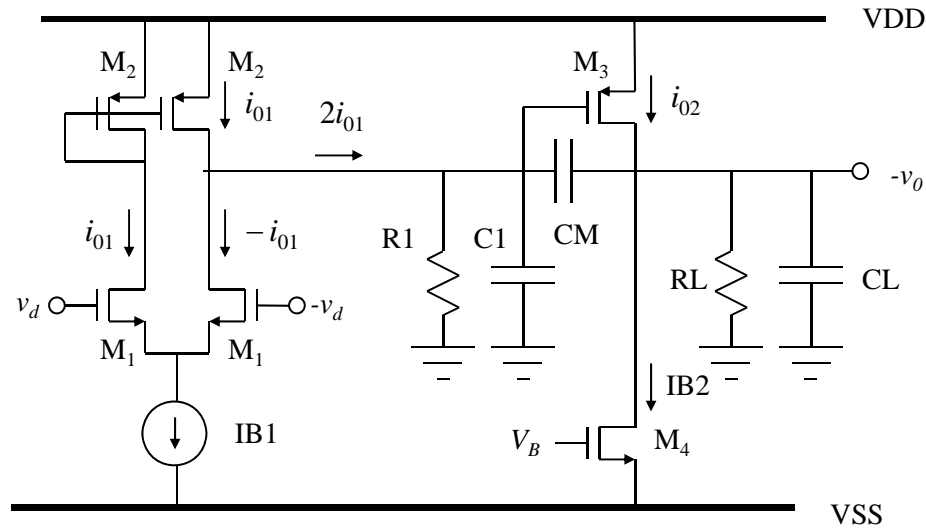 VDD
M2 M2 M3
i01 2i01 i02
-v0
R1 C1 CM RL CL
i01 −i01
vd -vd
M1 M1
IB1 IB2
VB M4
VSS